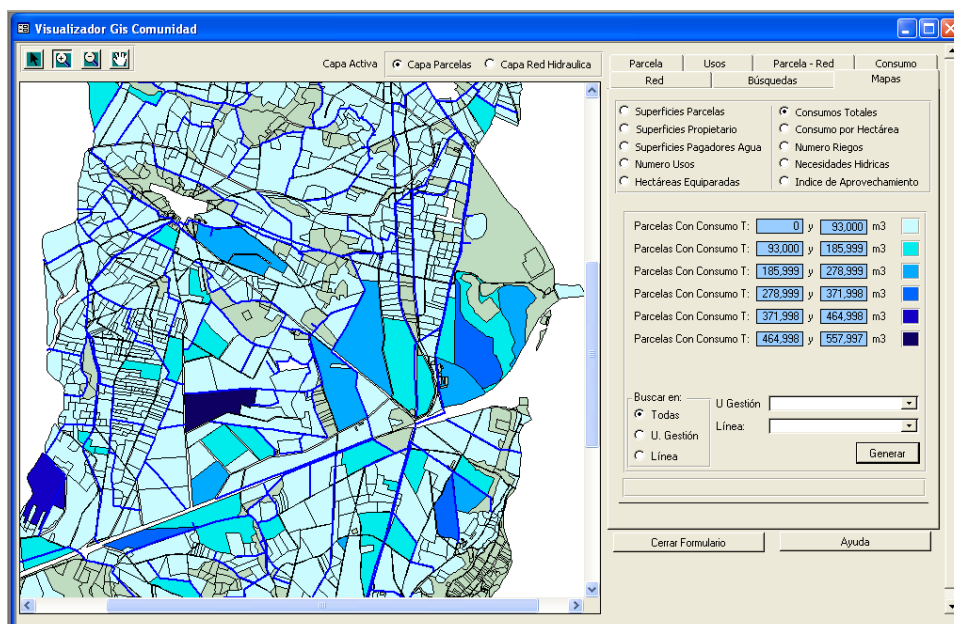 Visualizador Gis Comunidad
Capa Activa
Capa Parcelas
Capa Red Hidraulica
Parcela
Usos
Parcela - Red
Consumo
Red
Búsquedas
Mapas
Superficies Parcelas
Superficies Propietario
Superficies Pagadores Agua
Numero Usos
Hectáreas Equiparadas
Consumos Totales
Consumo por Hectárea
Numero Riegos
Necesidades Hidricas
Indice de Aprovechamiento
Parcelas Con Consumo T: 0 y 93,000 m3
Parcelas Con Consumo T: 93,000 y 185,999 m3
Parcelas Con Consumo T: 185,999 y 278,999 m3
Parcelas Con Consumo T: 278,999 y 371,998 m3
Parcelas Con Consumo T: 371,998 y 464,998 m3
Parcelas Con Consumo T: 464,998 y 557,997 m3
Buscar en:
Todas
U. Gestión
Línea
U Gestión
Línea:
Generar
Cerrar Formulario
Ayuda